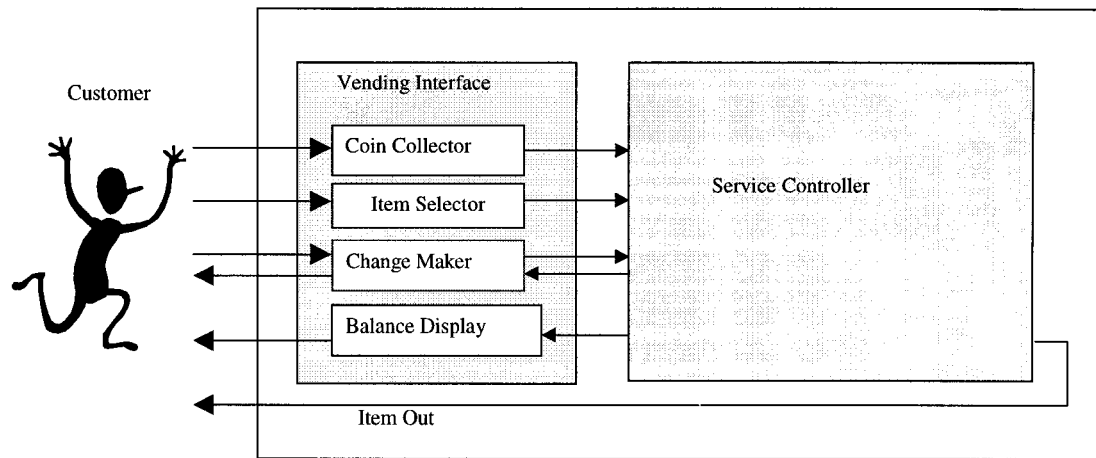 Customer
Vending Interface
Coin Collector
Item Selector
Change Maker
Balance Display
Service Controller
Item Out